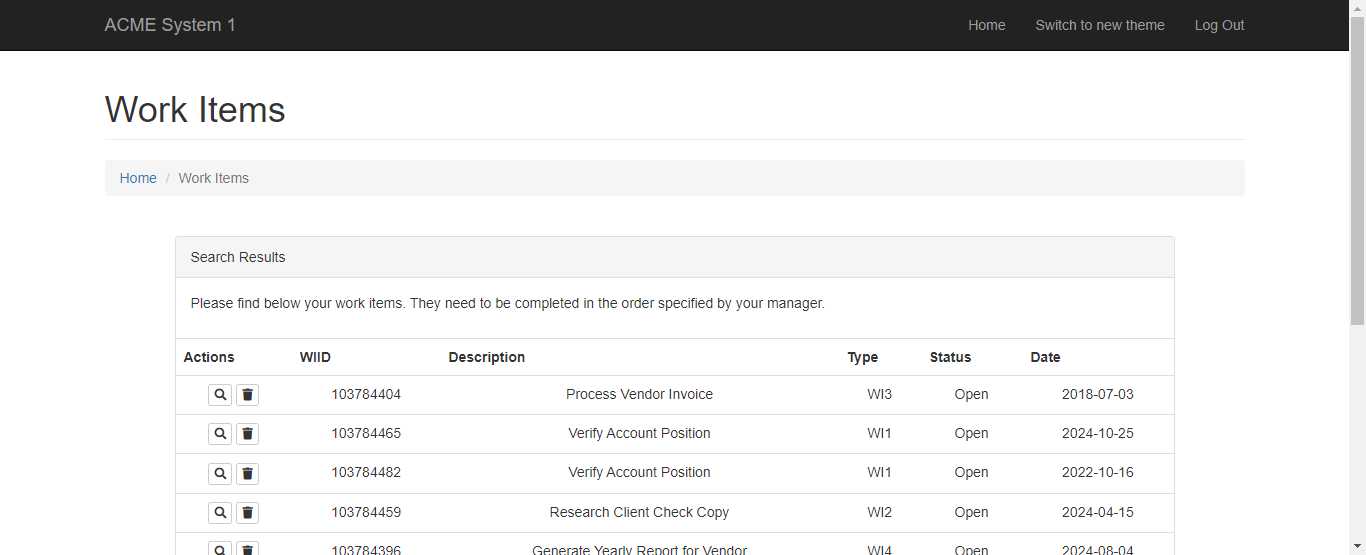 ACME System 1 Home Switch to new theme Log Out
Work Items
Home / Work Items
Search Results
Please find below your work items. They need to be completed in the order specified by your manager.
Actions WIID Description Type Status Date
103784404 Process Vendor Invoice WI3 Open 2018-07-03
103784465 Verify Account Position WI1 Open 2024-10-25
103784482 Verify Account Position WI1 Open 2022-10-16
103784459 Research Client Check Copy WI2 Open 2024-04-15
103784396 Generate Yearly Report for Vendor WI4 Open 2024-08-04